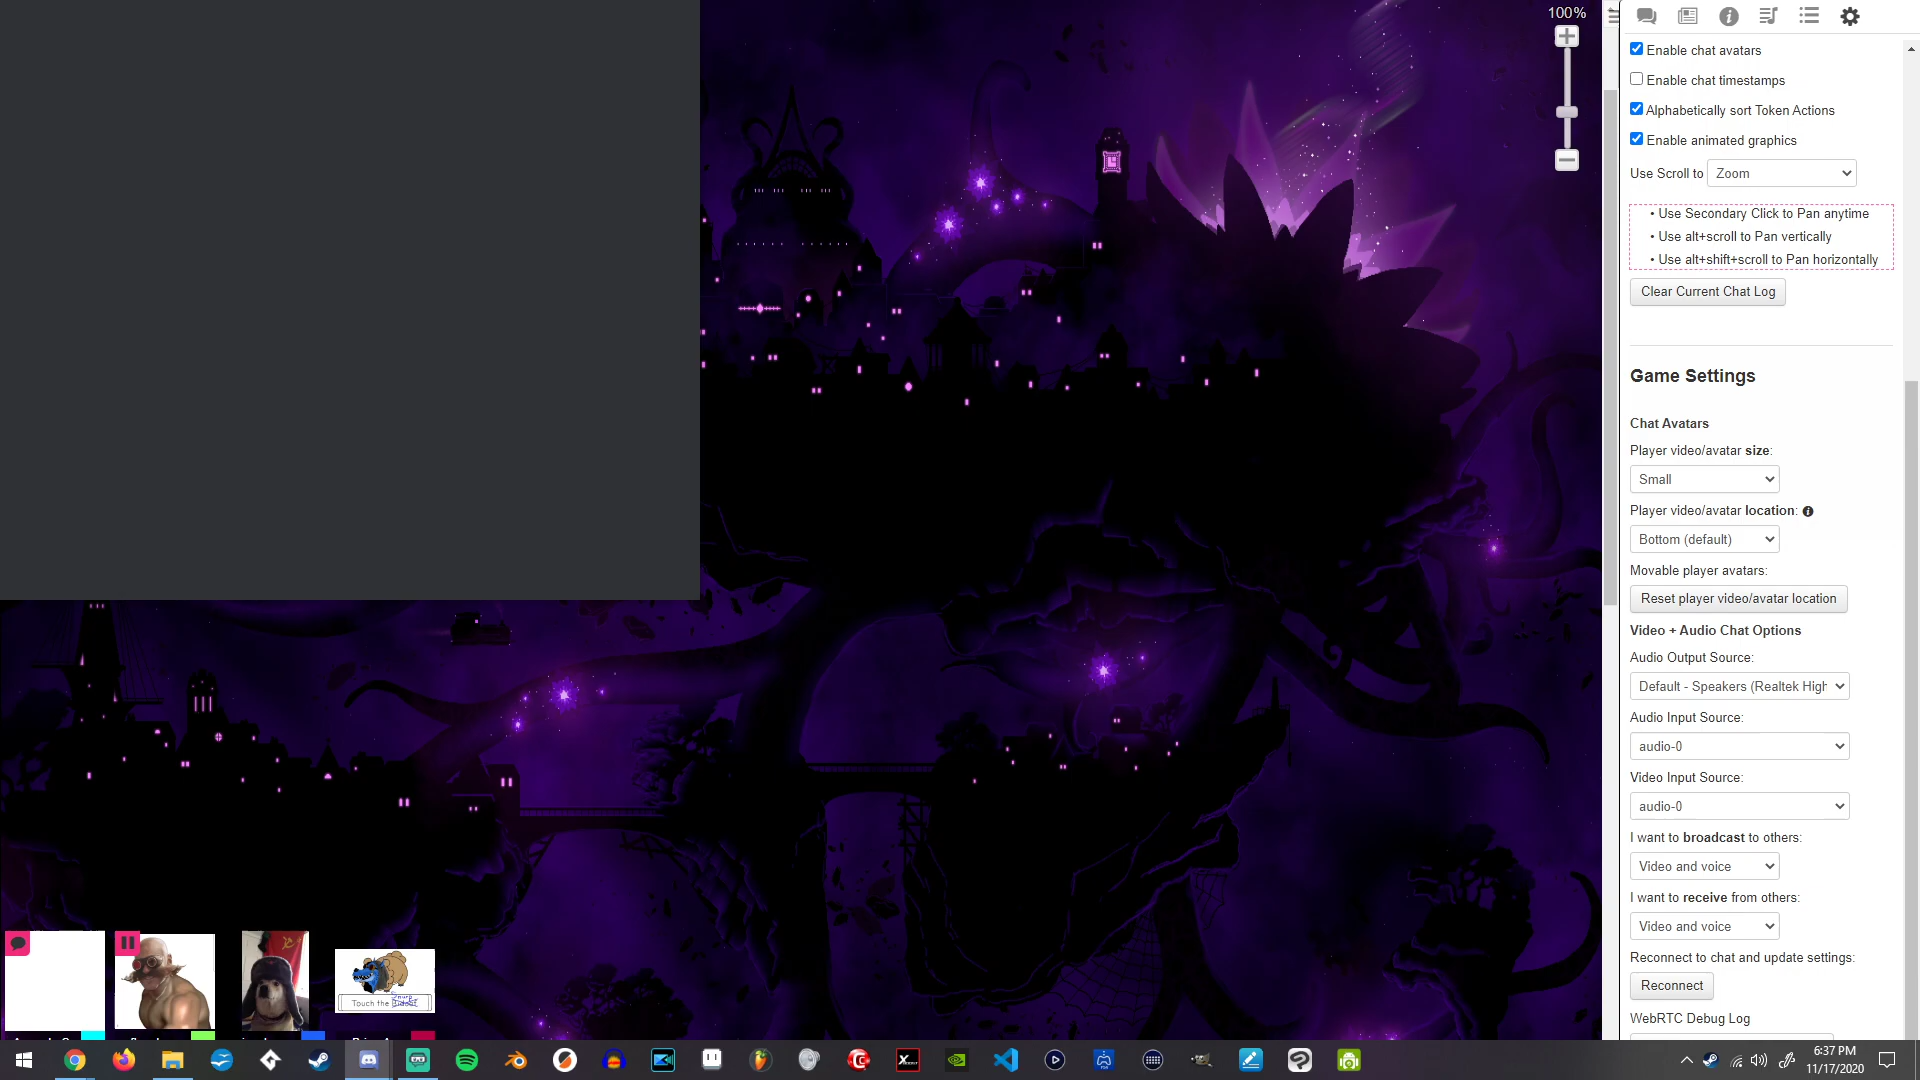 100%
Enable chat avatars
Enable chat timestamps
Alphabetically sort Token Actions
Enable animated graphics
Use Scroll to Zoom
• Use Secondary Click to Pan anytime
• Use alt+scroll to Pan vertically
• Use alt+shift+scroll to Pan horizontally
Clear Current Chat Log
Game Settings
Chat Avatars
Player video/avatar size:
Small
Player video/avatar location:
Bottom (default)
Movable player avatars:
Reset player video/avatar location
Video + Audio Chat Options
Audio Output Source:
Default - Speakers (Realtek High
Audio Input Source:
audio-0
Video Input Source:
audio-0
I want to broadcast to others:
Video and voice
I want to receive from others:
Video and voice
Reconnect to chat and update settings:
Reconnect
WebRTC Debug Log
Touch the
6:37 PM
11/17/2020